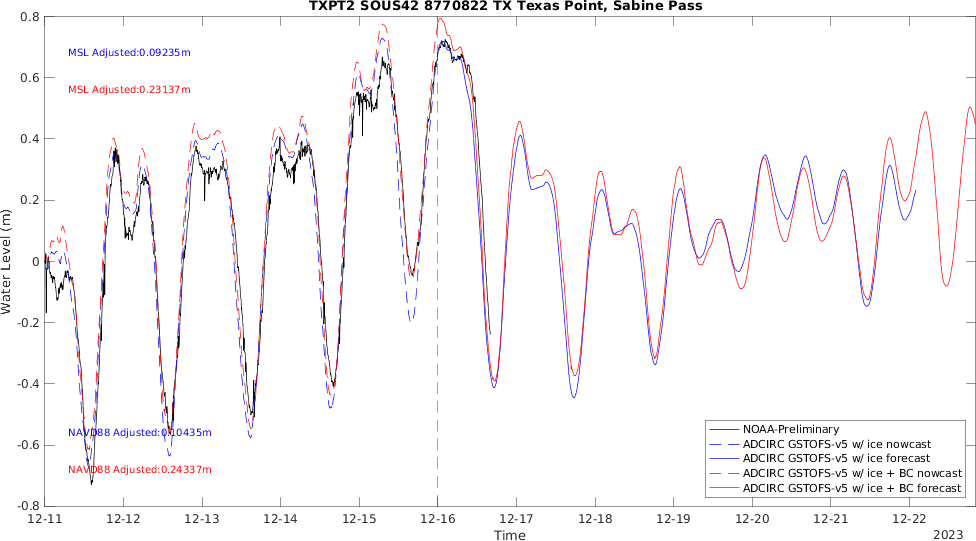 TXPT2 SOUS42 8770822 TX Texas Point, Sabine Pass
0.8
0.6
0.4
0.2
0
-0.2
-0.4
-0.6
-0.8
Water Level (m)
MSL Adjusted:0.09235m
MSL Adjusted:0.23137m
NAVD88 Adjusted:0.10435m
NAVD88 Adjusted:0.24337m
NOAA-Preliminary
ADCIRC GSTOFS-v5 w/ ice nowcast
ADCIRC GSTOFS-v5 w/ ice forecast
ADCIRC GSTOFS-v5 w/ ice + BC nowcast
ADCIRC GSTOFS-v5 w/ ice + BC forecast
12-11 12-12 12-13 12-14 12-15 12-16 12-17 12-18 12-19 12-20 12-21 12-22
Time
2023